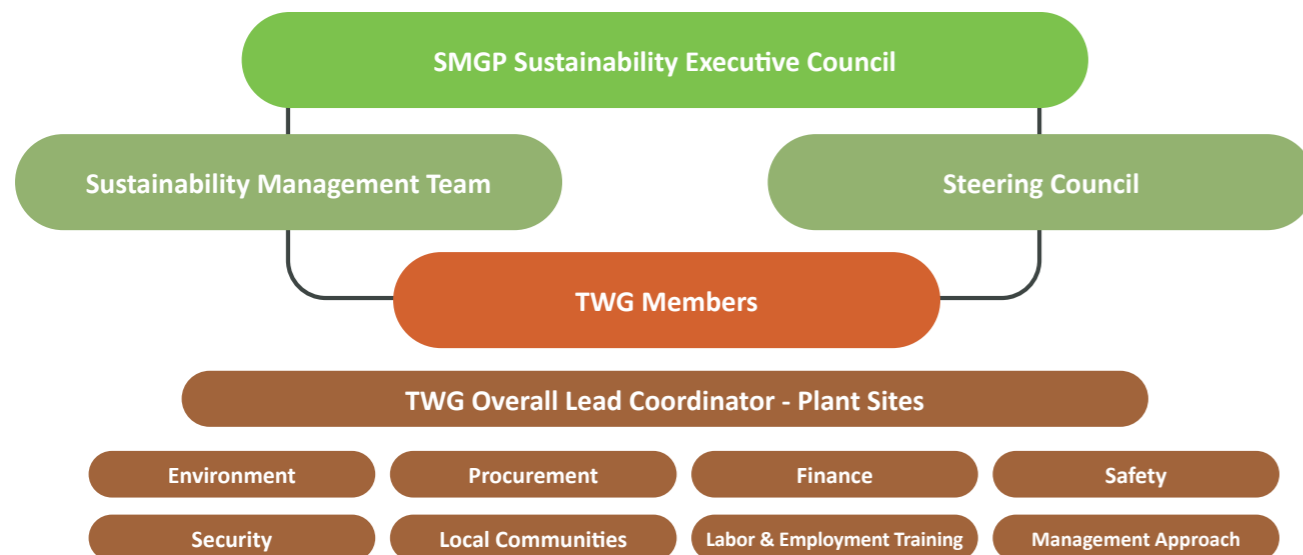 SMGP Sustainability Executive Council
Sustainability Management Team
Steering Council
TWG Members
TWG Overall Lead Coordinator - Plant Sites
Environment
Procurement
Finance
Safety
Security
Local Communities
Labor & Employment Training
Management Approach